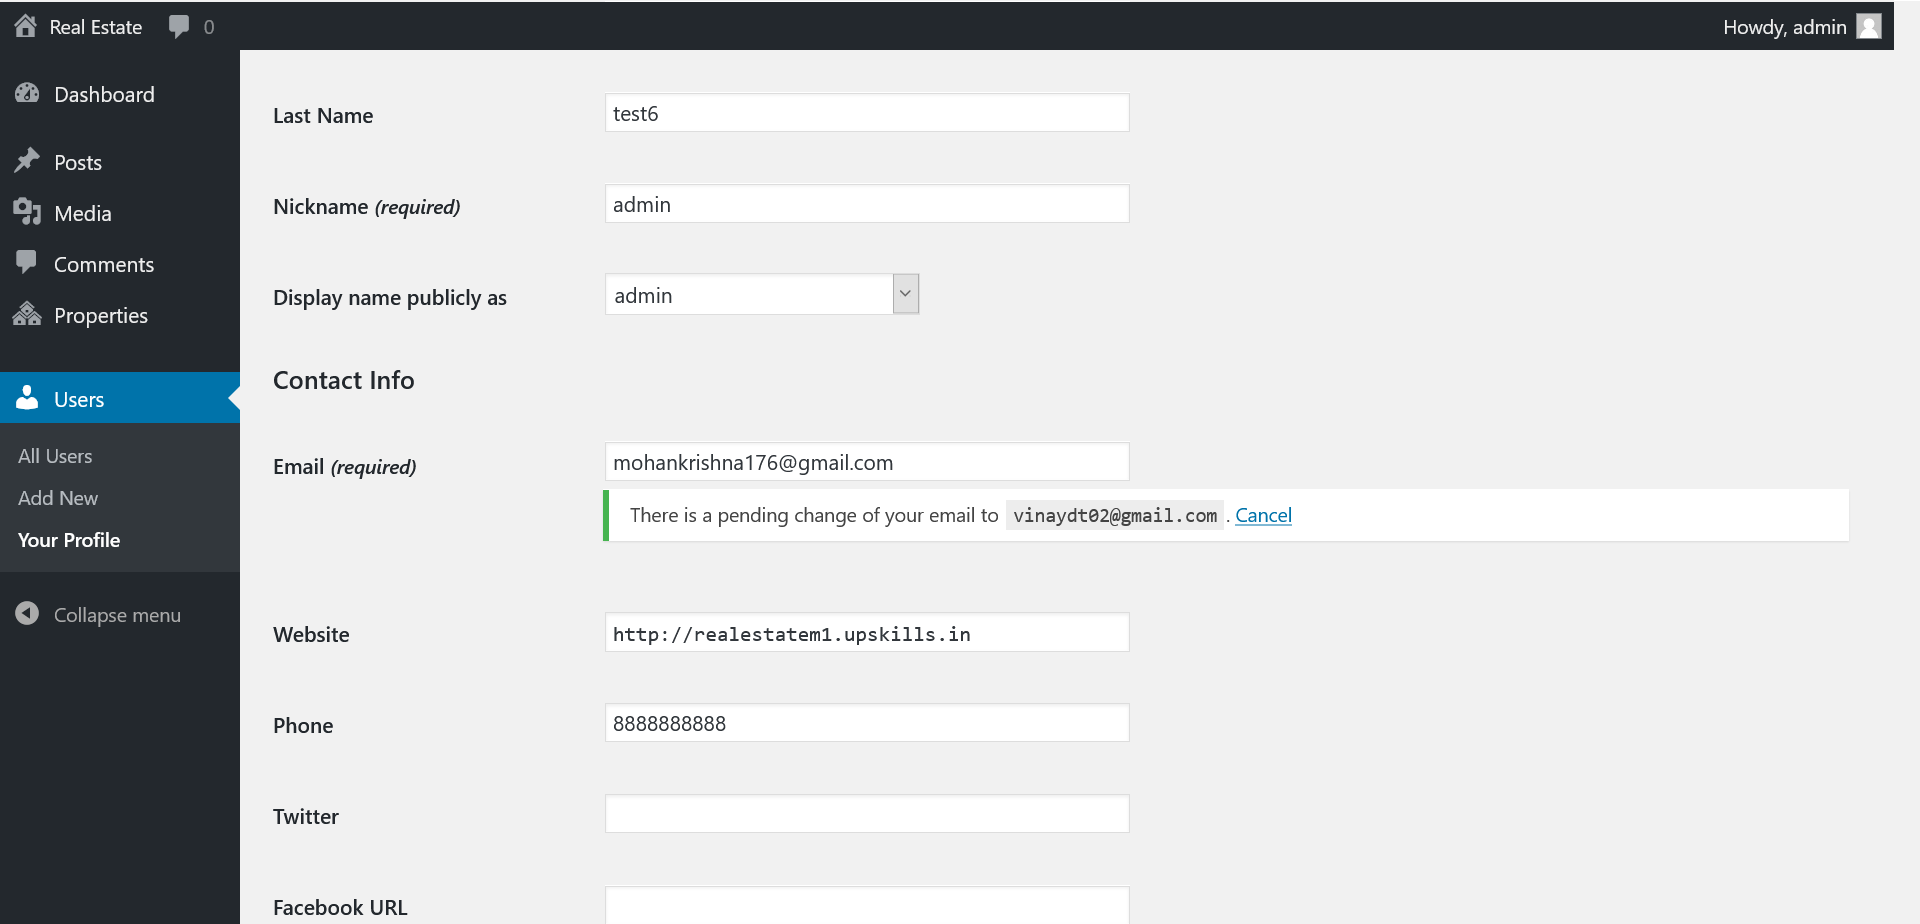 Real Estate 0 Howdy, admin
Dashboard
Posts
Media
Comments
Properties
Users
All Users
Add New
Your Profile
Collapse menu
Last Name test6
Nickname (required) admin
Display name publicly as admin
Contact Info
Email (required) mohankrishna176@gmail.com
There is a pending change of your email to vinaydt02@gmail.com . Cancel
Website http://realestatem1.upskills.in
Phone 8888888888
Twitter
Facebook URL